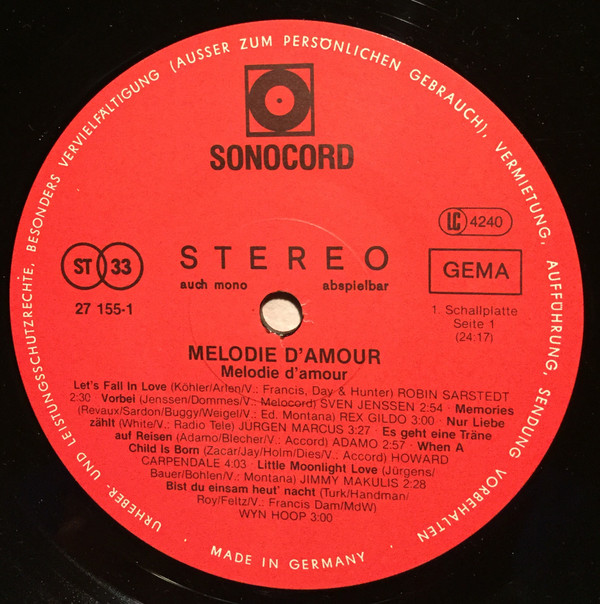 URHEBER- UND LEISTUNGSSCHUTZRECHTE, BESONDERS VERVIELFÄLTIGUNG (AUSSER ZUM PERSÖNLICHEN GEBRAUCH), VERMIETUNG, AUFFÜHRUNG, SENDUNG VORBEHALTEN
SONOCORD
LC 4240
STEREO
ST 33
auch mono abspielbar
GEMA
27 155-1
1. Schallplatte
Seite 1
(24:17)
MELODIE D'AMOUR
Melodie d'amour
Let's Fall In Love (Köhler/Arlen/V.: Francis, Day & Hunter) ROBIN SARSTEDT
2:30 · Vorbei (Jenssen/Dommes/V.: Melocord) SVEN JENSSEN 2:54 · Memories
(Revaux/Sardon/Buggy/Weigel/V.: Ed. Montana) REX GILDO 3:00 · Nur Liebe
zählt (White/V.: Radio Tele) JÜRGEN MARCUS 3:27 · Es geht eine Träne
auf Reisen (Adamo/Blecher/V.: Accord) ADAMO 2:57 · When A
Child Is Born (Zacar/Jay/Holm/Dies/V.: Accord) HOWARD
CARPENDALE 4:03 · Little Moonlight Love (Jürgens/
Bauer/Bohlen/V.: Montana) JIMMY MAKULIS 2:28
Bist du einsam heut' nacht (Turk/Handman/
Roy/Feltz/V.: Francis Dam/MdW)
WYN HOOP 3:00
MADE IN GERMANY